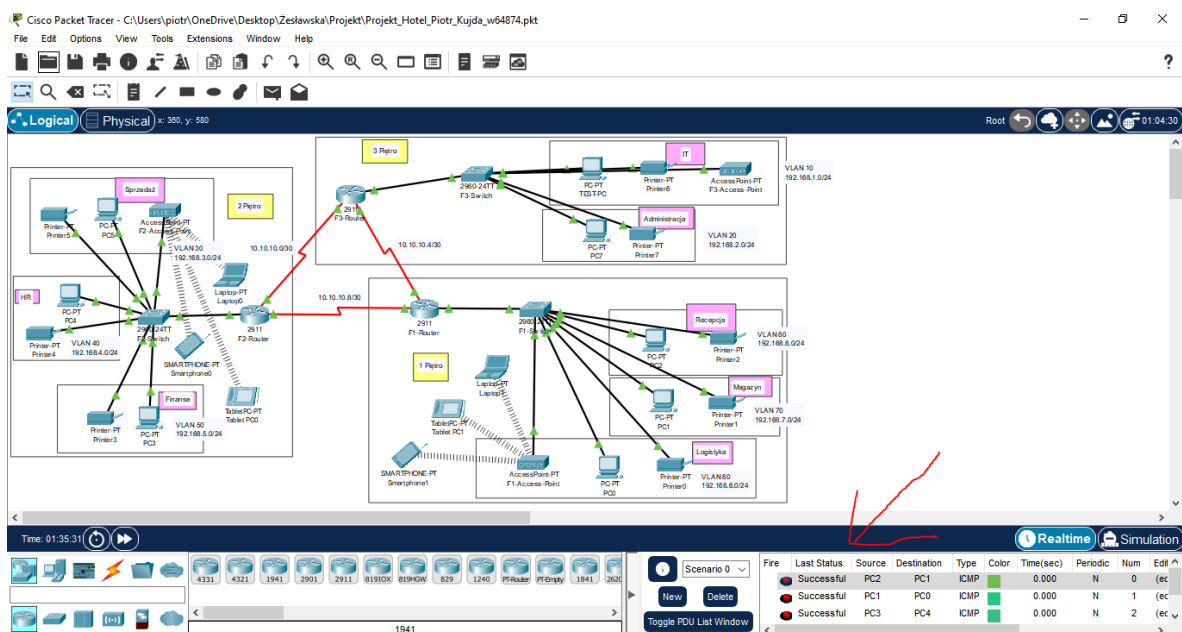 Cisco Packet Tracer - C:\Users\piotr\OneDrive\Desktop\Żesławska\Projekt\Projekt_Hotel_Piotr_Kujda_w64874.pkt
File Edit Options View Tools Extensions Window Help
Logical Physical x: 360, y: 580 Root 01:04:30
3 Piętro
IT
2960-24TT
F3-Switch
PC-PT
TEST-PC
Printer-PT
Printer6
AccessPoint-PT
F3-Access-Point
VLAN 10
192.168.1.0/24
2911
F3-Router
Administracja
PC-PT
PC7
Printer-PT
Printer7
VLAN 20
192.168.2.0/24
Sprzedaż
2 Piętro
Printer-PT
Printer5
PC-PT
PC5
AccessPoint-PT
F2-Access-Point
VLAN 30
192.168.3.0/24
10.10.10.0/30
10.10.10.4/30
10.10.10.8/30
Laptop-PT
Laptop0
HR
PC-PT
PC4
Printer-PT
Printer4
VLAN 40
192.168.4.0/24
2960-24TT
F2-Switch
2911
F2-Router
SMARTPHONE-PT
Smartphone0
TabletPC-PT
Tablet PC0
Finanse
Printer-PT
Printer3
PC-PT
PC3
VLAN 50
192.168.5.0/24
2911
F1-Router
2960-24TT
F1-Switch
1 Piętro
Recepcja
PC-PT
PC2
Printer-PT
Printer2
VLAN 80
192.168.8.0/24
Magazyn
PC-PT
PC1
Printer-PT
Printer1
VLAN 70
192.168.7.0/24
Laptop-PT
TabletPC-PT
Tablet PC1
SMARTPHONE-PT
Smartphone1
AccessPoint-PT
F1-Access-Point
Logistyka
PC-PT
PC0
Printer-PT
Printer0
VLAN 60
192.168.6.0/24
Time: 01:35:31 Realtime Simulation
4331 4321 1941 2901 2911 819IOX 819HGW 829 1240 PT-Router PT-Empty 1841 2620
1941
Scenario 0
New Delete
Toggle PDU List Window
Fire Last Status Source Destination Type Color Time(sec) Periodic Num Edit
Successful PC2 PC1 ICMP 0.000 N 0
Successful PC1 PC0 ICMP 0.000 N 1
Successful PC3 PC4 ICMP 0.000 N 2